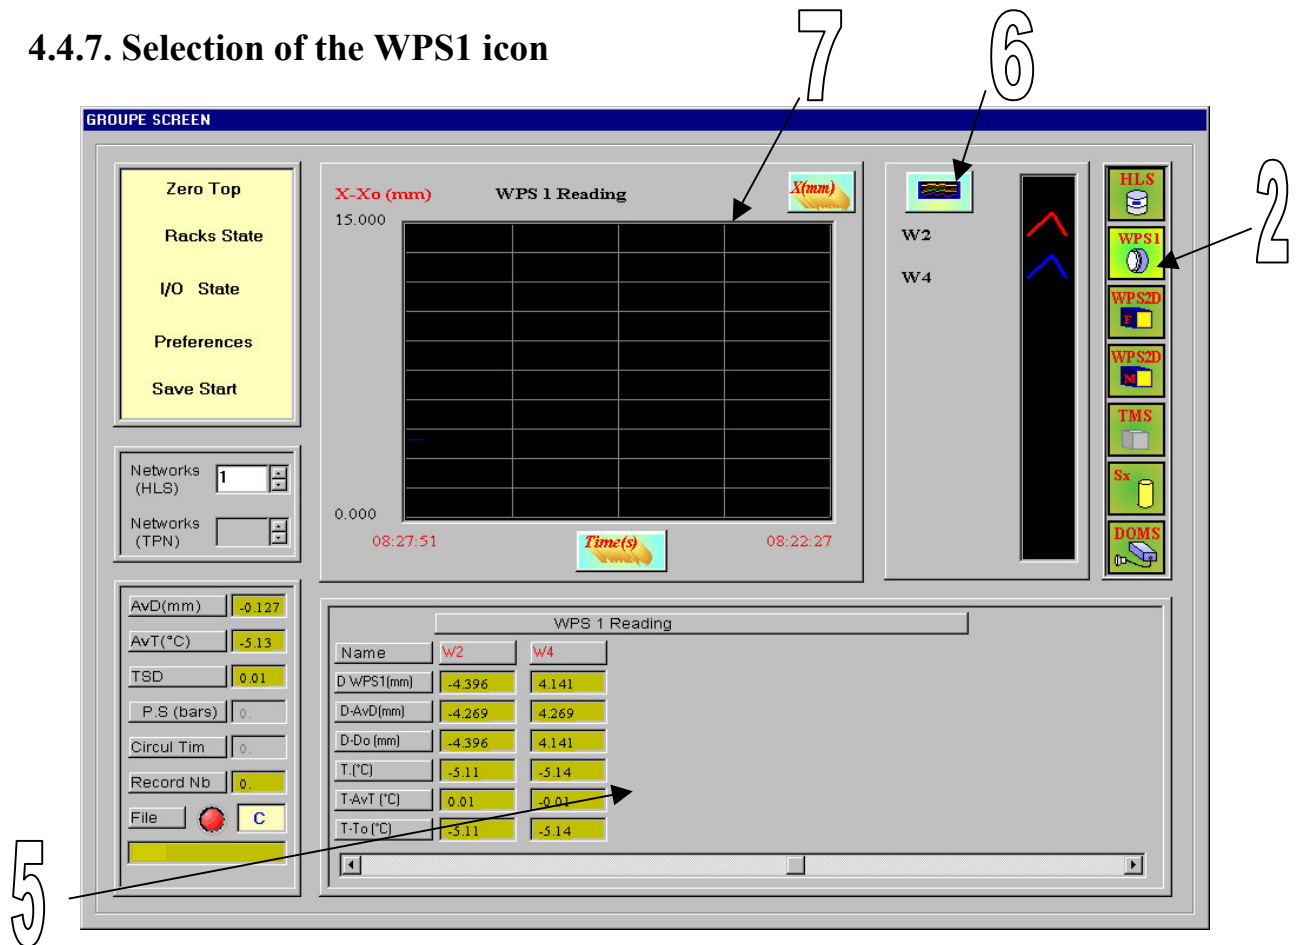 4.4.7. Selection of the WPS1 icon
7
6
2
5
GROUPE SCREEN
Zero Top
Racks State
I/O State
Preferences
Save Start
Networks
(HLS)
1
Networks
(TPN)
AvD(mm) -0.127
AvT(°C) -5.13
TSD 0.01
P.S (bars) 0.
Circul Tim 0.
Record Nb 0.
File C
X-Xo (mm) WPS 1 Reading X(mm)
15.000
0.000
08:27:51 Time(s) 08:22:27
W2
W4
HLS
WPS1
WPS2D
F
WPS2D
M
TMS
Sx
DOMS
WPS 1 Reading
Name W2 W4
D WPS1(mm) -4.396 4.141
D-AvD(mm) -4.269 4.269
D-Do (mm) -4.396 4.141
T.(°C) -5.11 -5.14
T-AvT (°C) 0.01 -0.01
T-To (°C) -5.11 -5.14